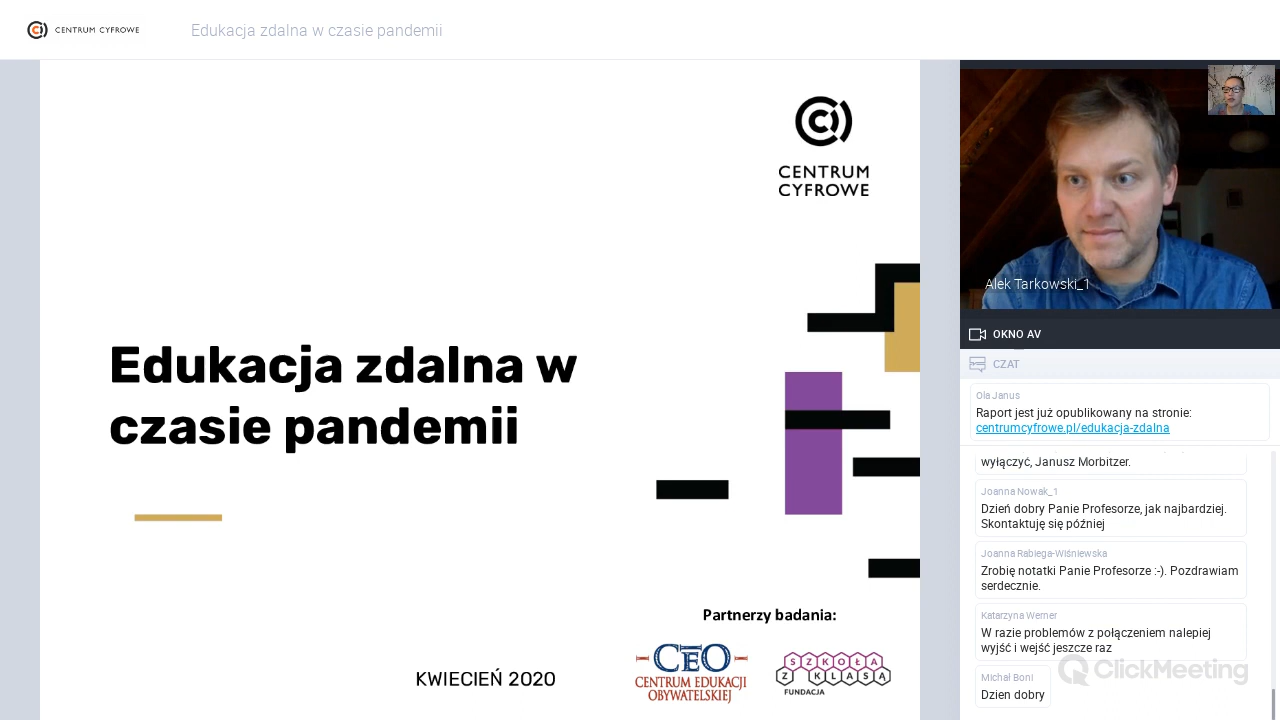 CENTRUM CYFROWE
Edukacja zdalna w czasie pandemii
CENTRUM
CYFROWE
Edukacja zdalna w
czasie pandemii
Partnerzy badania:
KWIECIEŃ 2020
CEO
CENTRUM EDUKACJI
OBYWATELSKIEJ
SZKOŁA
Z KLASĄ
FUNDACJA
Alek Tarkowski_1
OKNO AV
CZAT
Ola Janus
Raport jest już opublikowany na stronie:
centrumcyfrowe.pl/edukacja-zdalna
wyłączyć, Janusz Morbitzer.
Joanna Nowak_1
Dzień dobry Panie Profesorze, jak najbardziej.
Skontaktuję się później
Joanna Rabiega-Wiśniewska
Zrobię notatki Panie Profesorze :-). Pozdrawiam
serdecznie.
Katarzyna Werner
W razie problemów z połączeniem nalepiej
wyjść i wejść jeszcze raz
Michał Boni
Dzien dobry
ClickMeeting